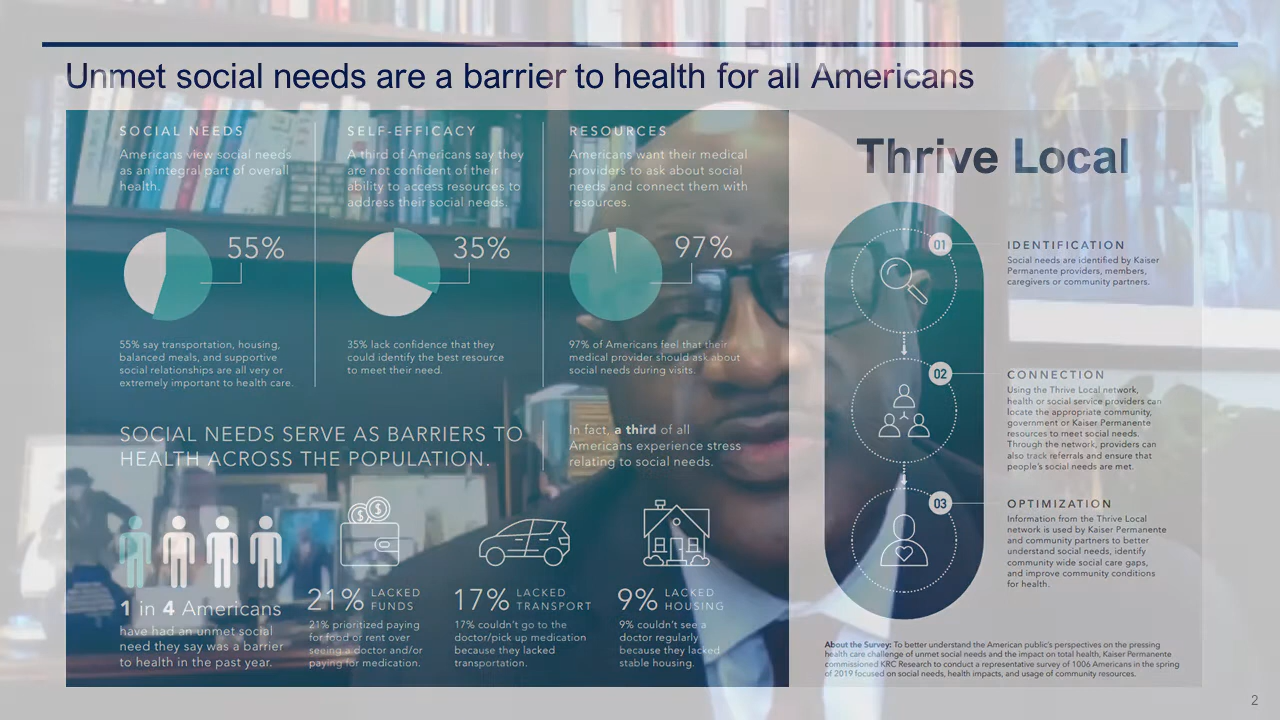 Unmet social needs are a barrier to health for all Americans
SOCIAL NEEDS
Americans view social needs
as an integral part of overall
health.
55%
55% say transportation, housing,
balanced meals, and supportive
social relationships are all very or
extremely important to health care.
SELF-EFFICACY
A third of Americans say they
are not confident of their
ability to access resources to
address their social needs.
35%
35% lack confidence that they
could identify the best resource
to meet their need.
RESOURCES
Americans want their medical
providers to ask about social
needs and connect them with
resources.
97%
97% of Americans feel that their
medical provider should ask about
social needs during visits.
SOCIAL NEEDS SERVE AS BARRIERS TO
HEALTH ACROSS THE POPULATION.
In fact, a third of all
Americans experience stress
relating to social needs.
1 in 4 Americans
have had an unmet social
need they say was a barrier
to health in the past year.
21% LACKED
FUNDS
21% prioritized paying
for food or rent over
seeing a doctor and/or
paying for medication.
17% LACKED
TRANSPORT
17% couldn't go to the
doctor/pick up medication
because they lacked
transportation.
9% LACKED
HOUSING
9% couldn't see a
doctor regularly
because they lacked
stable housing.
Thrive Local
01
IDENTIFICATION
Social needs are identified by Kaiser
Permanente providers, members,
caregivers or community partners.
02
CONNECTION
Using the Thrive Local network,
health or social service providers can
locate the appropriate community,
government or Kaiser Permanente
resources to meet social needs.
Through the network, providers can
also track referrals and ensure that
people's social needs are met.
03
OPTIMIZATION
Information from the Thrive Local
network is used by Kaiser Permanente
and community partners to better
understand social needs, identify
community wide social care gaps,
and improve community conditions
for health.
About the Survey: To better understand the American public's perspectives on the pressing
health care challenge of unmet social needs and the impact on total health, Kaiser Permanente
commissioned KRC Research to conduct a representative survey of 1006 Americans in the spring
of 2019 focused on social needs, health impacts, and usage of community resources.
2